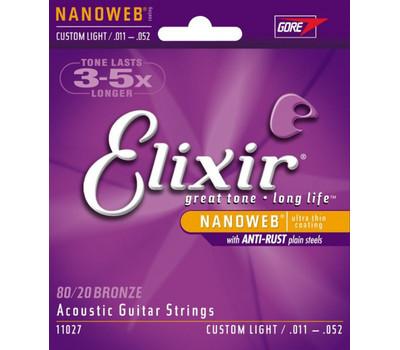 NANOWEB® coating
CUSTOM LIGHT / .011 — .052
GORE
TONE LASTS
3-5x
LONGER
Elixir®
great tone • long life™
NANOWEB® ultra thin coating
with ANTI-RUST plain steels
80/20 BRONZE
Acoustic Guitar Strings
11027
CUSTOM LIGHT / .011 — .052